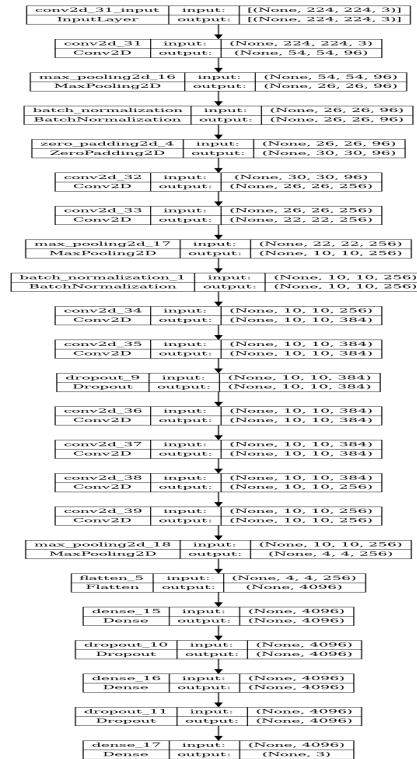 conv2d_31_input input: [(None, 224, 224, 3)]
InputLayer output: [(None, 224, 224, 3)]
conv2d_31 input: (None, 224, 224, 3)
Conv2D output: (None, 54, 54, 96)
max_pooling2d_16 input: (None, 54, 54, 96)
MaxPooling2D output: (None, 26, 26, 96)
batch_normalization input: (None, 26, 26, 96)
BatchNormalization output: (None, 26, 26, 96)
zero_padding2d_4 input: (None, 26, 26, 96)
ZeroPadding2D output: (None, 30, 30, 96)
conv2d_32 input: (None, 30, 30, 96)
Conv2D output: (None, 26, 26, 256)
conv2d_33 input: (None, 26, 26, 256)
Conv2D output: (None, 22, 22, 256)
max_pooling2d_17 input: (None, 22, 22, 256)
MaxPooling2D output: (None, 10, 10, 256)
batch_normalization_1 input: (None, 10, 10, 256)
BatchNormalization output: (None, 10, 10, 256)
conv2d_34 input: (None, 10, 10, 256)
Conv2D output: (None, 10, 10, 384)
conv2d_35 input: (None, 10, 10, 384)
Conv2D output: (None, 10, 10, 384)
dropout_9 input: (None, 10, 10, 384)
Dropout output: (None, 10, 10, 384)
conv2d_36 input: (None, 10, 10, 384)
Conv2D output: (None, 10, 10, 384)
conv2d_37 input: (None, 10, 10, 384)
Conv2D output: (None, 10, 10, 384)
conv2d_38 input: (None, 10, 10, 384)
Conv2D output: (None, 10, 10, 256)
conv2d_39 input: (None, 10, 10, 256)
Conv2D output: (None, 10, 10, 256)
max_pooling2d_18 input: (None, 10, 10, 256)
MaxPooling2D output: (None, 4, 4, 256)
flatten_5 input: (None, 4, 4, 256)
Flatten output: (None, 4096)
dense_15 input: (None, 4096)
Dense output: (None, 4096)
dropout_10 input: (None, 4096)
Dropout output: (None, 4096)
dense_16 input: (None, 4096)
Dense output: (None, 4096)
dropout_11 input: (None, 4096)
Dropout output: (None, 4096)
dense_17 input: (None, 4096)
Dense output: (None, 3)